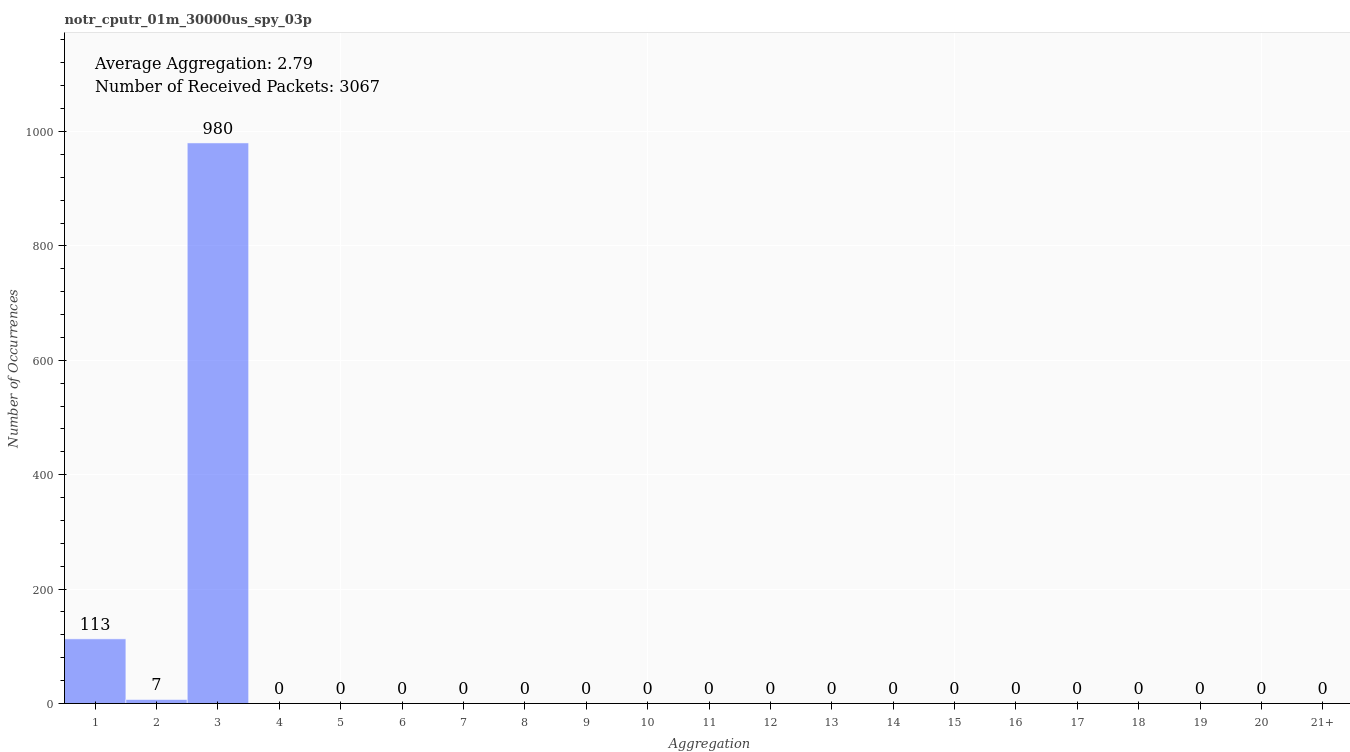 notr_cputr_01m_30000us_spy_03p
Average Aggregation: 2.79
Number of Received Packets: 3067
1000
800
600
400
200
0
Number of Occurrences
113
7
980
0 0 0 0 0 0 0 0 0 0 0 0 0 0 0 0 0 0
1 2 3 4 5 6 7 8 9 10 11 12 13 14 15 16 17 18 19 20 21+
Aggregation